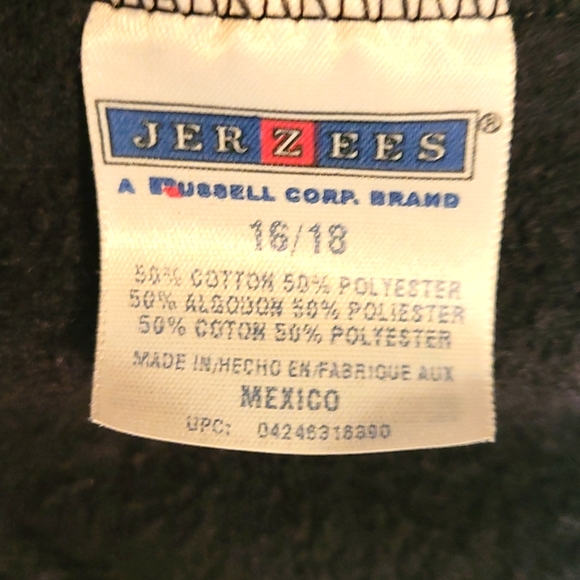 JERZEES®
A RUSSELL CORP. BRAND
16/18
50% COTTON 50% POLYESTER
50% ALGODON 50% POLIESTER
50% COTON 50% POLYESTER
MADE IN/HECHO EN/FABRIQUE AUX
MEXICO
UPC: